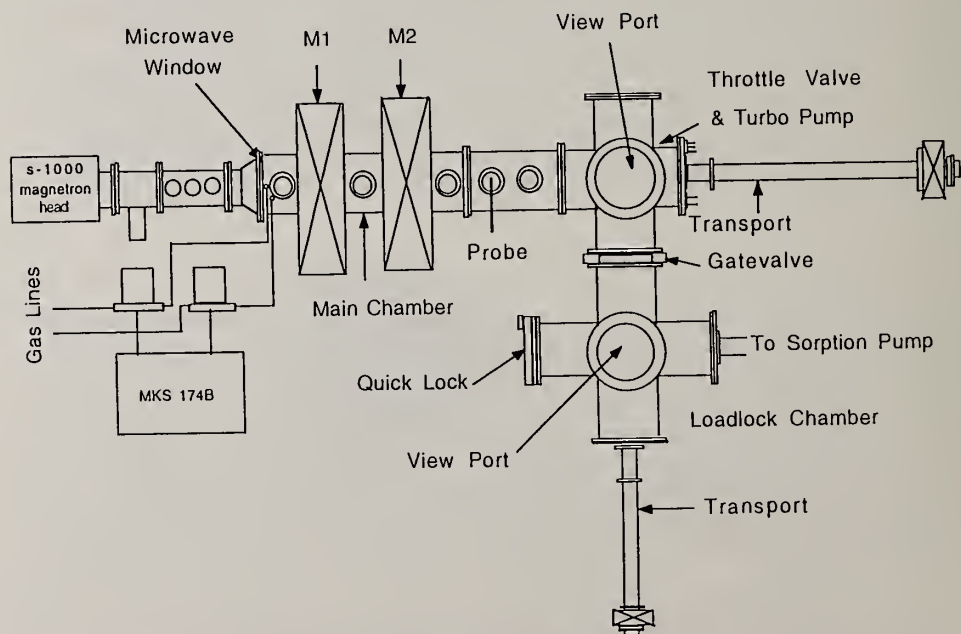 View Port
Microwave
Window
M1
M2
Throttle Valve
& Turbo Pump
s-1000
magnetron
head
Transport
Probe
Gatevalve
Gas Lines
Main Chamber
To Sorption Pump
Quick Lock
MKS 174B
Loadlock Chamber
View Port
Transport